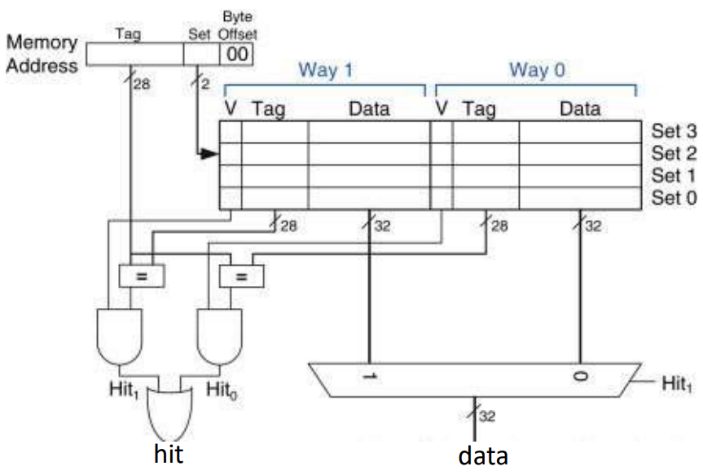 Byte
Tag Set Offset
Memory
Address
00
28 2
Way 1 Way 0
V Tag Data V Tag Data
Set 3
Set 2
Set 1
Set 0
28 32 28 32
= =
1 0
Hit₁ Hit₀ Hit₁
32
hit data